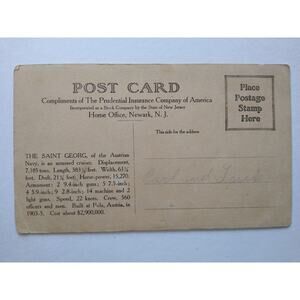 POST CARD
Compliments of The Prudential Insurance Company of America
Incorporated as a Stock Company by the State of New Jersey
Home Office, Newark, N. J.
Place
Postage
Stamp
Here
This side for the address
THE SAINT GEORG, of the Austrian
Navy, is an armored cruiser. Displacement,
7,185 tons. Length, 383¾ feet. Width, 61¾
feet. Draft, 21¼ feet. Horse-power, 15,270.
Armament: 2 9.4-inch guns; 5 7.5-inch;
4 5.9-inch; 9 2.8-inch; 14 machine and 2
light guns. Speed, 22 knots. Crew, 560
officers and men. Built at Pola, Austria, in
1903-5. Cost about $2,900,000.